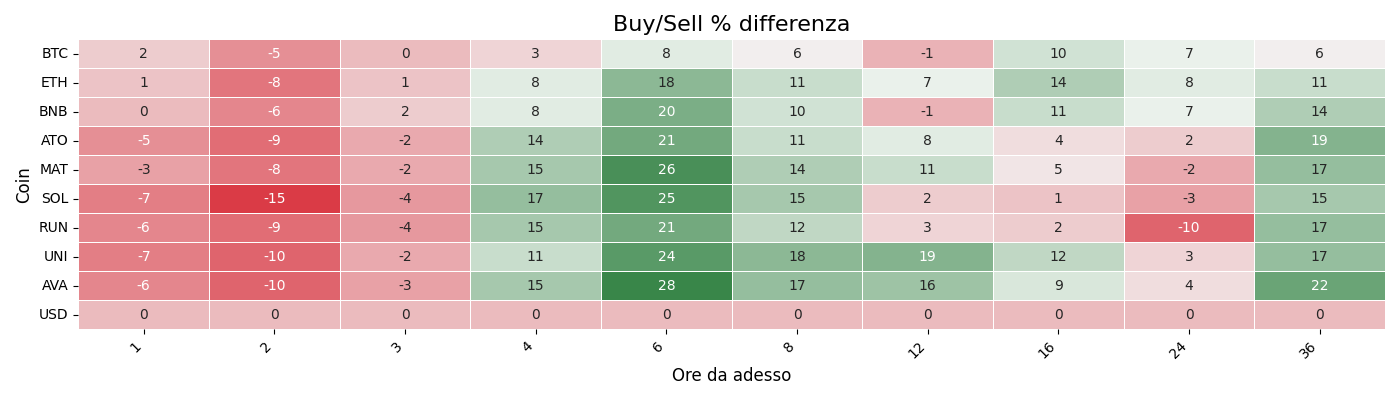 Buy/Sell % differenza
Coin
BTC 2 -5 0 3 8 6 -1 10 7 6
ETH 1 -8 1 8 18 11 7 14 8 11
BNB 0 -6 2 8 20 10 -1 11 7 14
ATO -5 -9 -2 14 21 11 8 4 2 19
MAT -3 -8 -2 15 26 14 11 5 -2 17
SOL -7 -15 -4 17 25 15 2 1 -3 15
RUN -6 -9 -4 15 21 12 3 2 -10 17
UNI -7 -10 -2 11 24 18 19 12 3 17
AVA -6 -10 -3 15 28 17 16 9 4 22
USD 0 0 0 0 0 0 0 0 0 0
1 2 3 4 6 8 12 16 24 36
Ore da adesso